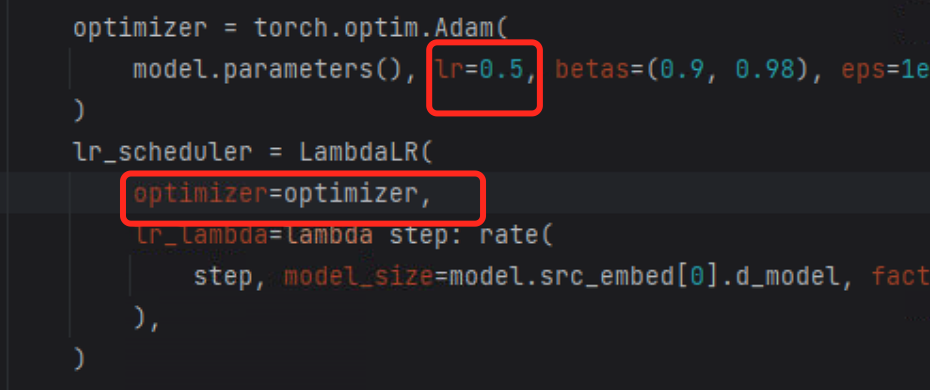 optimizer = torch.optim.Adam(
model.parameters(), lr=0.5, betas=(0.9, 0.98), eps=1e
)
lr_scheduler = LambdaLR(
optimizer=optimizer,
lr_lambda=lambda step: rate(
step, model_size=model.src_embed[0].d_model, fact
),
)